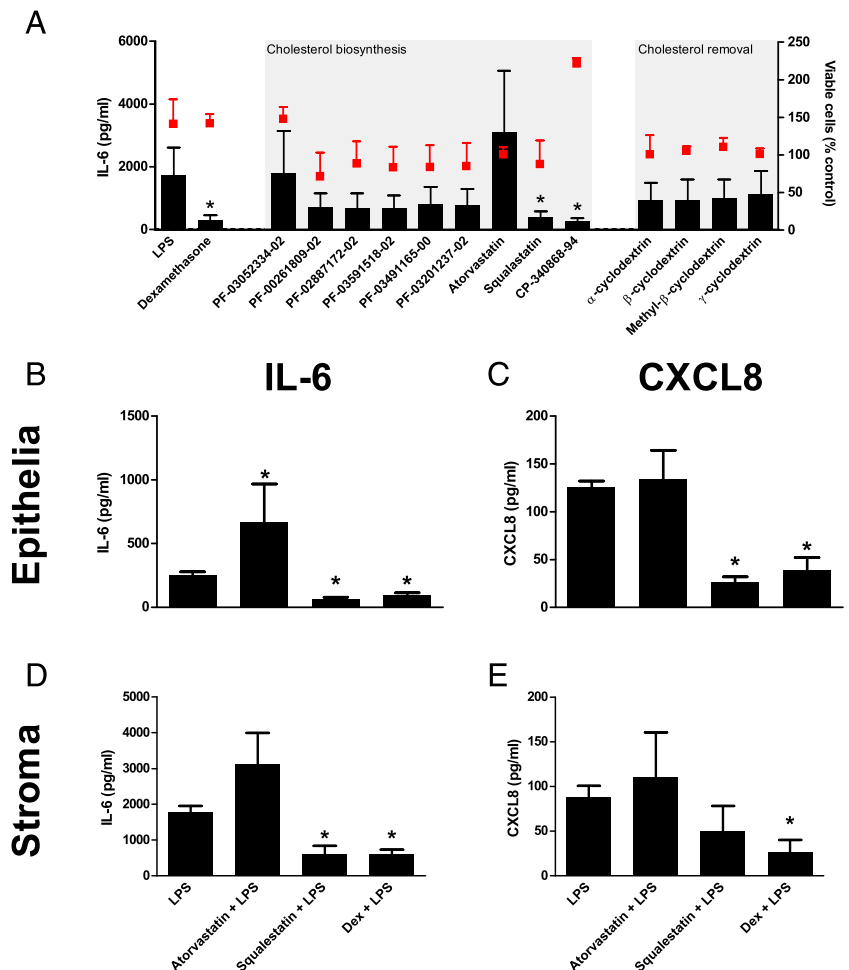 A
Cholesterol biosynthesis
Cholesterol removal
IL-6 (pg/ml)
6000
4000
2000
0
Viable cells (% control)
250
200
150
100
50
0
*
*
*
LPS
Dexamethasone
PF-03052334-02
PF-00261809-02
PF-02887172-02
PF-03591518-02
PF-03491165-00
PF-03201237-02
Atorvastatin
Squalastatin
CP-340868-94
α-cyclodextrin
β-cyclodextrin
Methyl-β-cyclodextrin
γ-cyclodextrin
B
IL-6
C
CXCL8
Epithelia
IL-6 (pg/ml)
1500
1000
500
0
*
*
*
CXCL8 (pg/ml)
200
150
100
50
0
*
*
D
E
Stroma
IL-6 (pg/ml)
5000
4000
3000
2000
1000
0
*
*
LPS
Atorvastatin + LPS
Squalestatin + LPS
Dex + LPS
CXCL8 (pg/ml)
200
150
100
50
0
*
LPS
Atorvastatin + LPS
Squalestatin + LPS
Dex + LPS